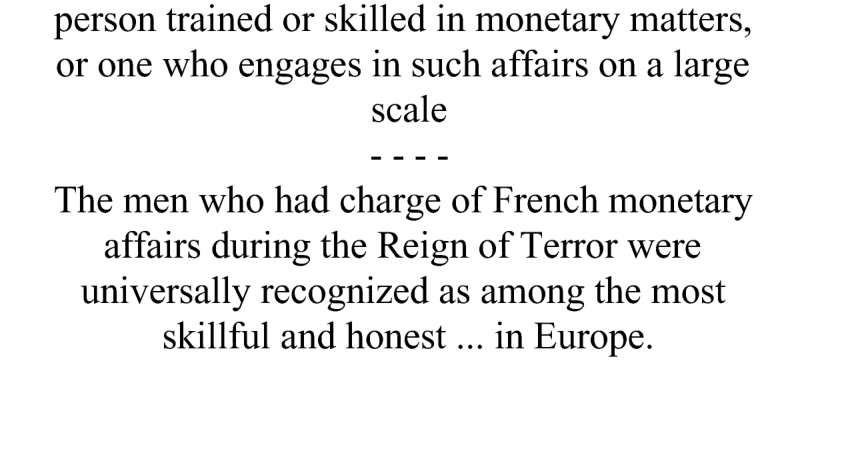 person trained or skilled in monetary matters,
or one who engages in such affairs on a large
scale
- - - -
The men who had charge of French monetary
affairs during the Reign of Terror were
universally recognized as among the most
skillful and honest ... in Europe.